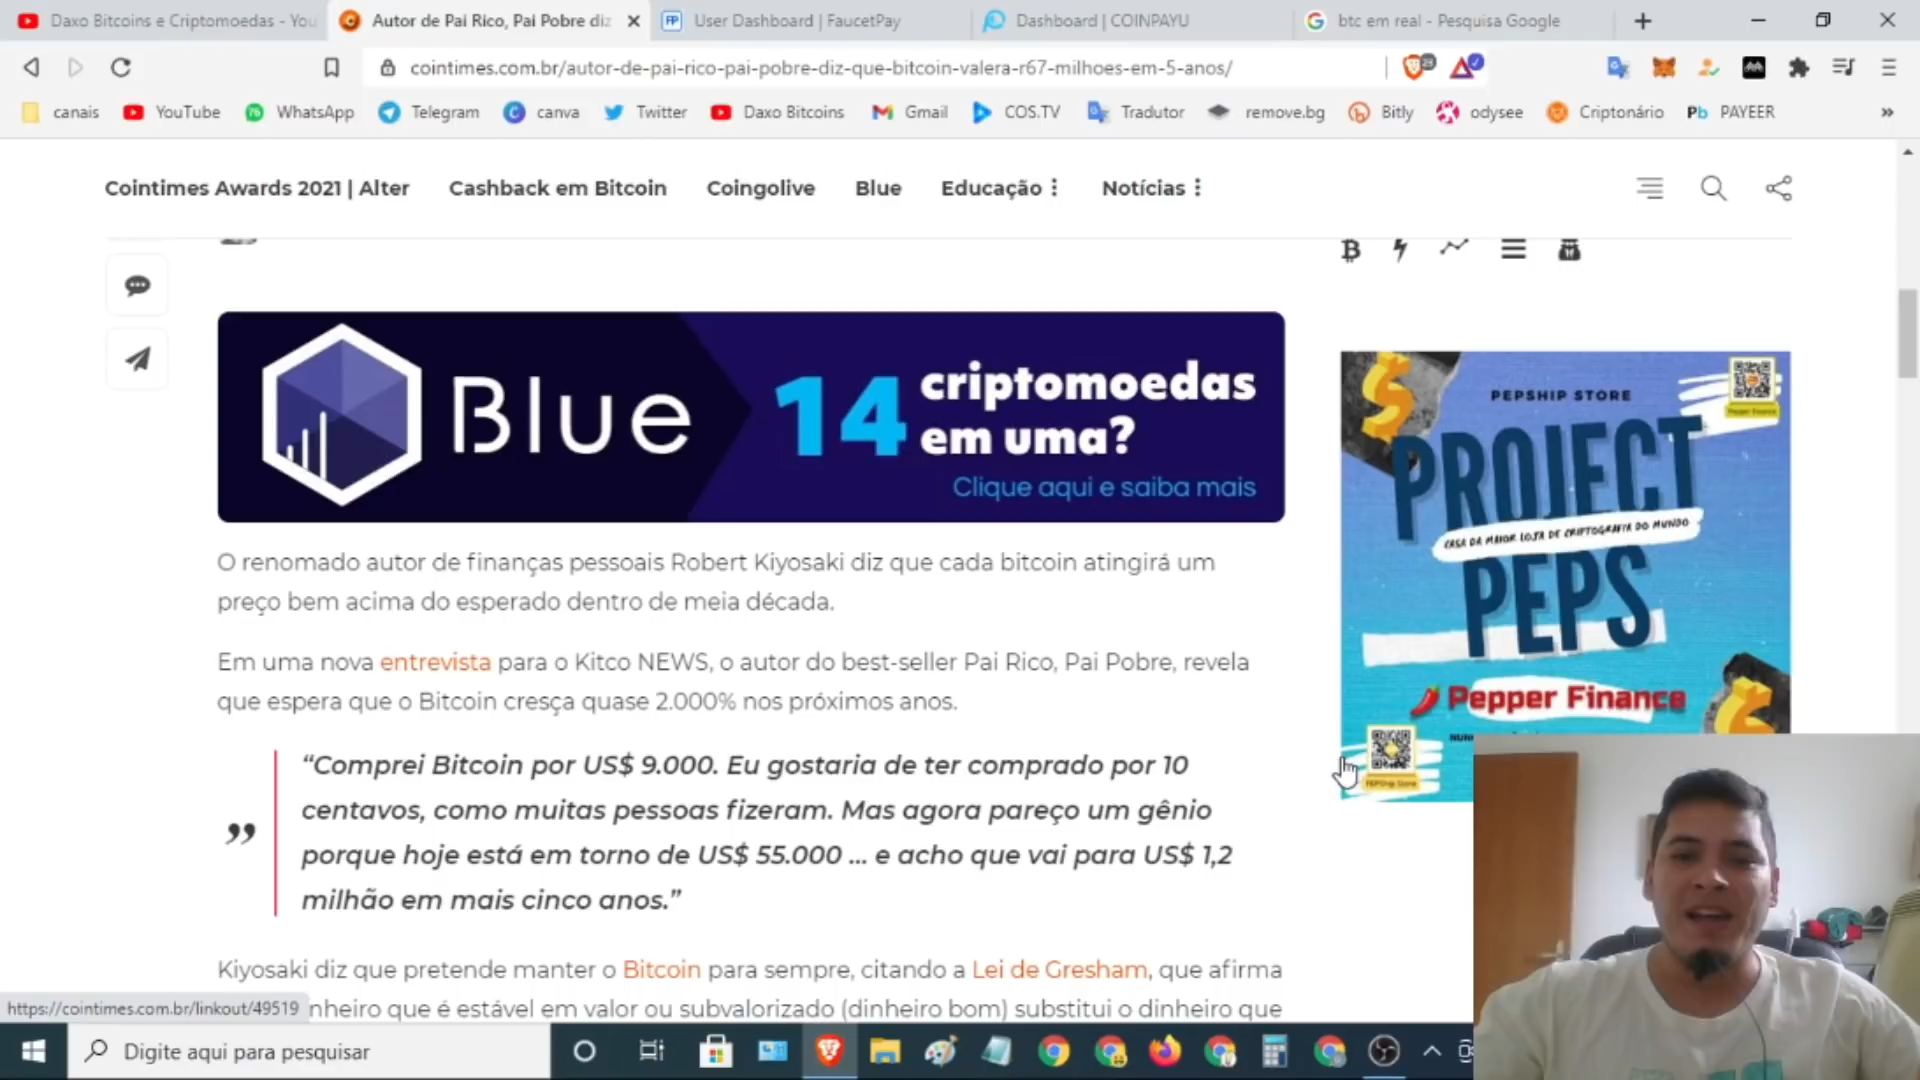 Daxo Bitcoins e Criptomoedas - You
Autor de Pai Rico, Pai Pobre diz
User Dashboard | FaucetPay
Dashboard | COINPAYU
btc em real - Pesquisa Google
cointimes.com.br/autor-de-pai-rico-pai-pobre-diz-que-bitcoin-valera-r67-milhoes-em-5-anos/
canais
YouTube
WhatsApp
Telegram
canva
Twitter
Daxo Bitcoins
Gmail
COS.TV
Tradutor
remove.bg
Bitly
odysee
Criptonário
PAYEER
Cointimes Awards 2021 | Alter
Cashback em Bitcoin
Coingolive
Blue
Educação
Notícias
Blue
14 criptomoedas
em uma?
Clique aqui e saiba mais
PEPSHIP STORE
PROJECT
CASA DA MAIOR LOJA DE CRIPTOGRAFIA DO MUNDO
PEPS
Pepper Finance
O renomado autor de finanças pessoais Robert Kiyosaki diz que cada bitcoin atingirá um
preço bem acima do esperado dentro de meia década.
Em uma nova entrevista para o Kitco NEWS, o autor do best-seller Pai Rico, Pai Pobre, revela
que espera que o Bitcoin cresça quase 2.000% nos próximos anos.
“Comprei Bitcoin por US$ 9.000. Eu gostaria de ter comprado por 10
centavos, como muitas pessoas fizeram. Mas agora pareço um gênio
porque hoje está em torno de US$ 55.000 ... e acho que vai para US$ 1,2
milhão em mais cinco anos.”
Kiyosaki diz que pretende manter o Bitcoin para sempre, citando a Lei de Gresham, que afirma
nheiro que é estável em valor ou subvalorizado (dinheiro bom) substitui o dinheiro que
https://cointimes.com.br/linkout/49519
Digite aqui para pesquisar